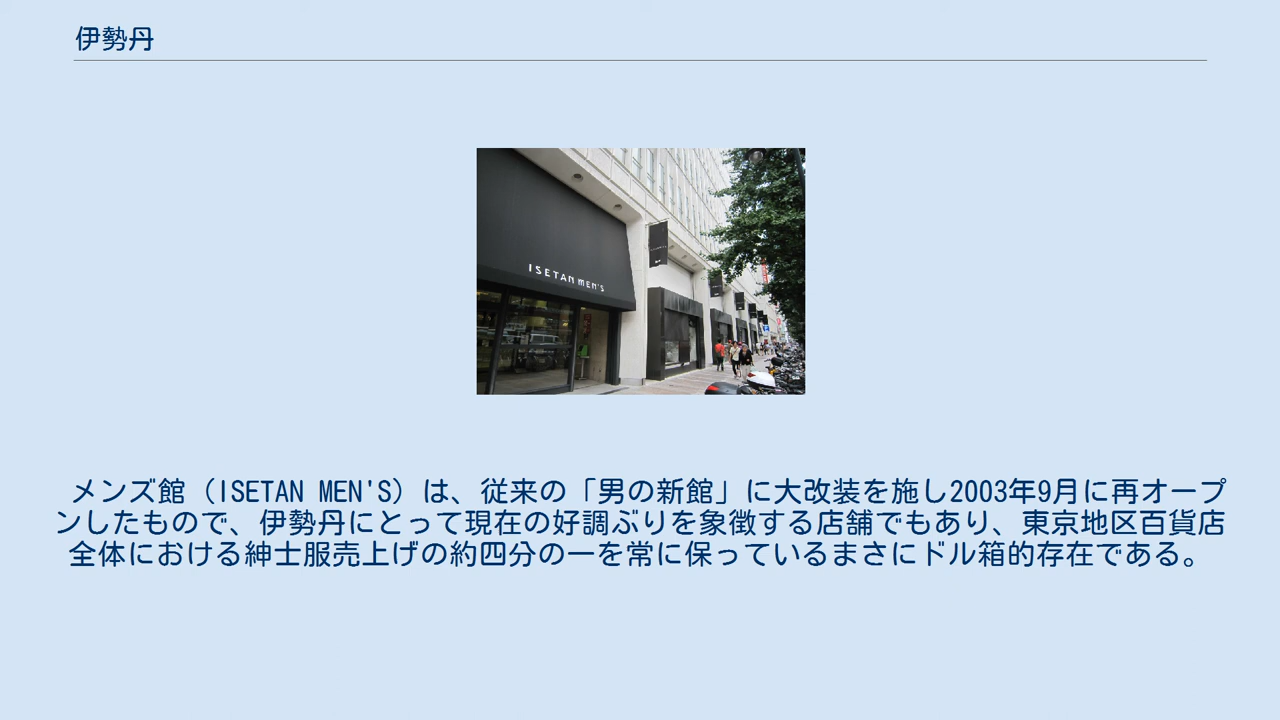 伊勢丹
ISETAN MEN'S
メンズ館（ISETAN MEN'S）は、従来の「男の新館」に大改装を施し2003年9月に再オープ
ンしたもので、伊勢丹にとって現在の好調ぶりを象徴する店舗でもあり、東京地区百貨店
全体における紳士服売上げの約四分の一を常に保っているまさにドル箱的存在である。